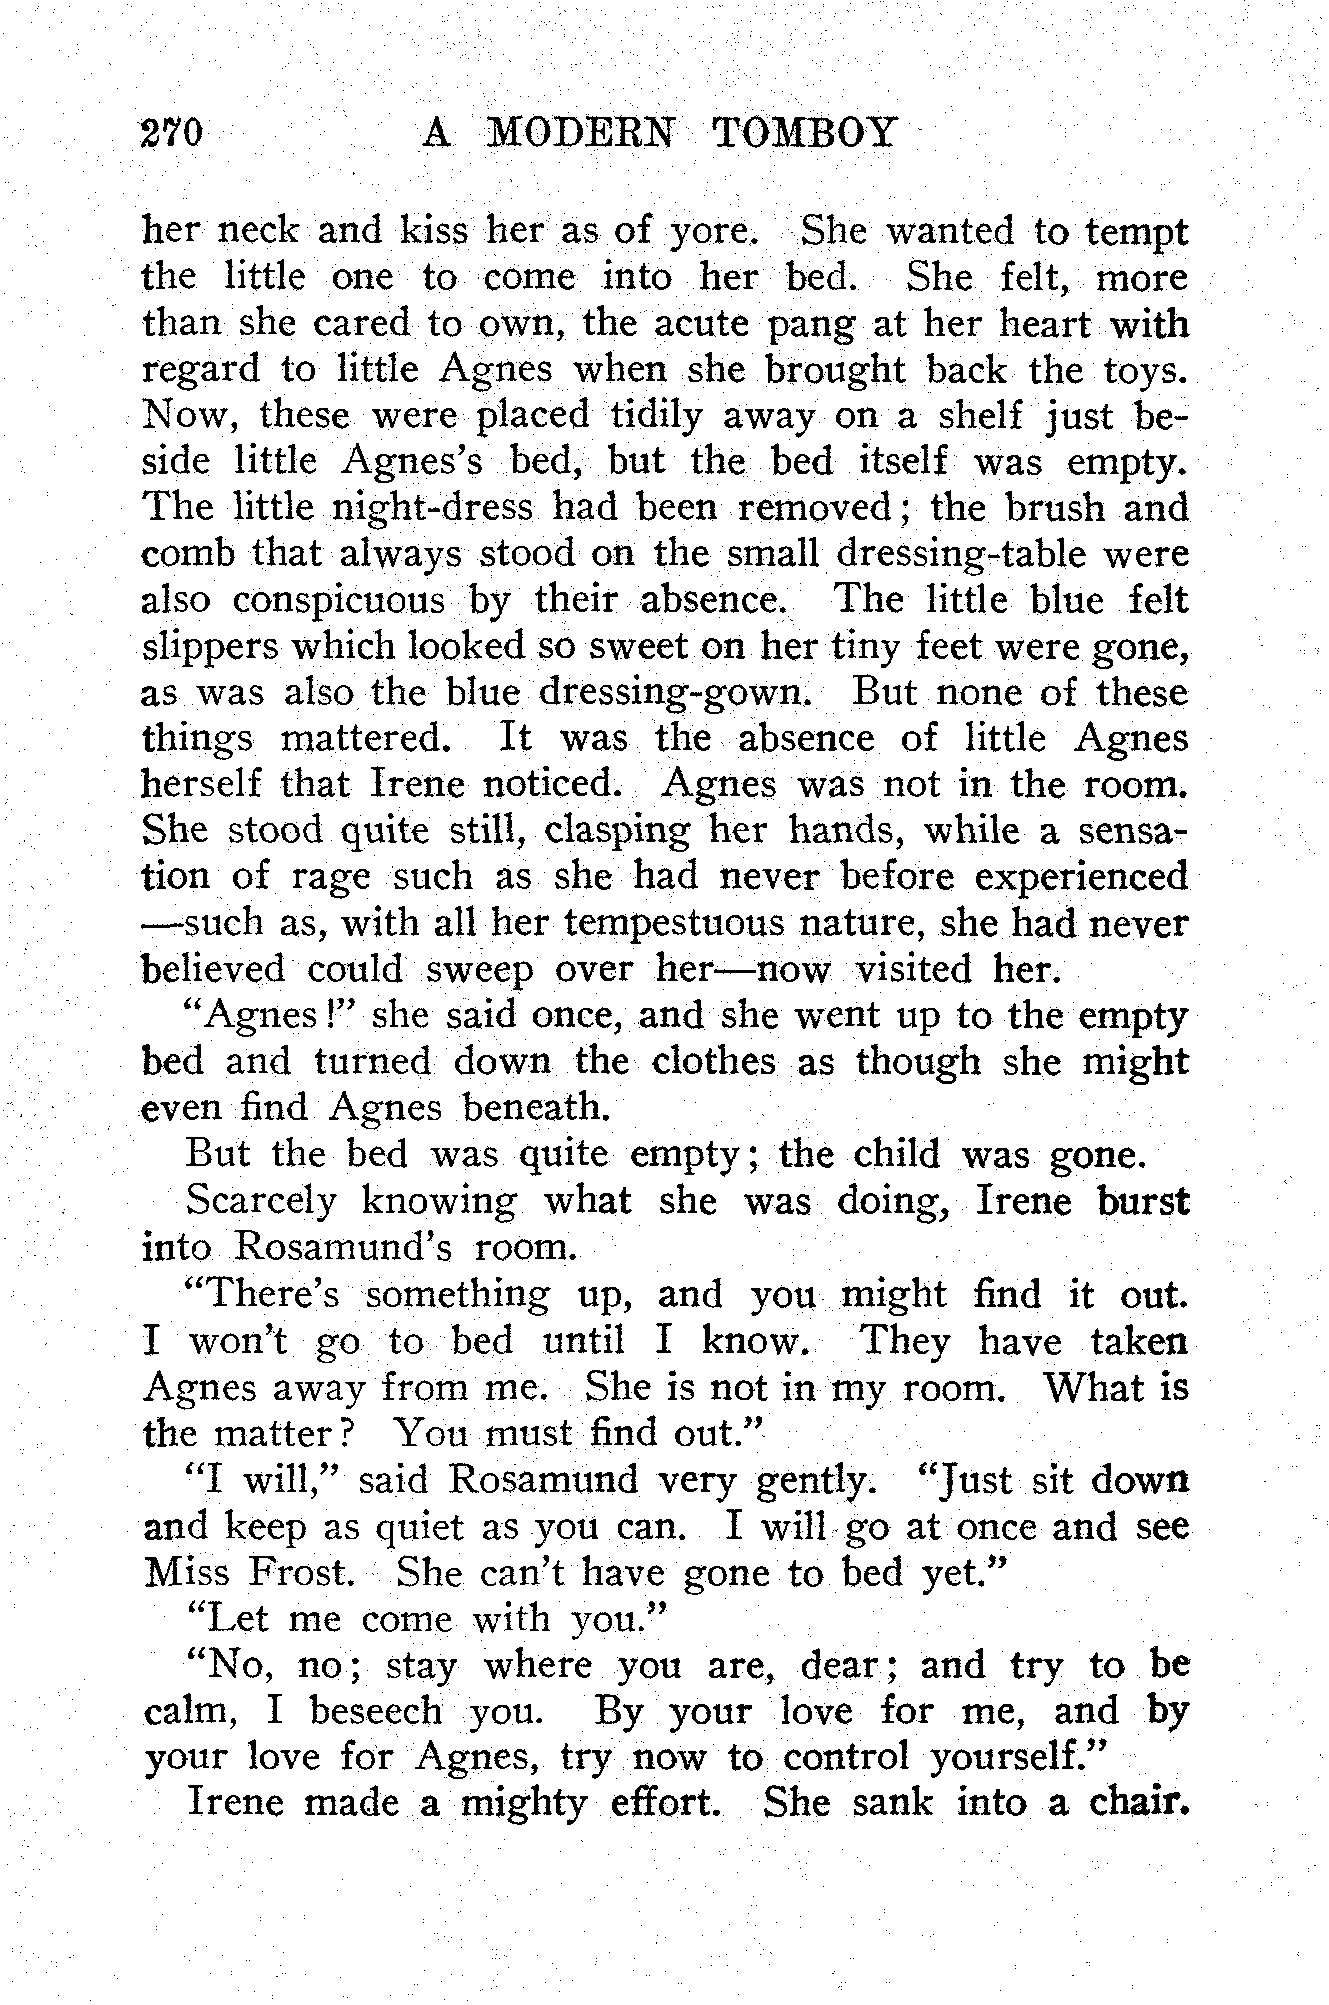 270 A MODERN TOMBOY
her neck and kiss her as of yore. She wanted to tempt
the little one to come into her bed. She felt, more
than she cared to own, the acute pang at her heart with
regard to little Agnes when she brought back the toys.
Now, these were placed tidily away on a shelf just be-
side little Agnes's bed, but the bed itself was empty.
The little night-dress had been removed; the brush and
comb that always stood on the small dressing-table were
also conspicuous by their absence. The little blue felt
slippers which looked so sweet on her tiny feet were gone,
as was also the blue dressing-gown. But none of these
things mattered. It was the absence of little Agnes
herself that Irene noticed. Agnes was not in the room.
She stood quite still, clasping her hands, while a sensa-
tion of rage such as she had never before experienced
—such as, with all her tempestuous nature, she had never
believed could sweep over her—now visited her.
“Agnes!” she said once, and she went up to the empty
bed and turned down the clothes as though she might
even find Agnes beneath.
But the bed was quite empty; the child was gone.
Scarcely knowing what she was doing, Irene burst
into Rosamund's room.
“There's something up, and you might find it out.
I won't go to bed until I know. They have taken
Agnes away from me. She is not in my room. What is
the matter? You must find out.”
“I will,” said Rosamund very gently. “Just sit down
and keep as quiet as you can. I will go at once and see
Miss Frost. She can't have gone to bed yet.”
“Let me come with you.”
“No, no; stay where you are, dear; and try to be
calm, I beseech you. By your love for me, and by
your love for Agnes, try now to control yourself.”
Irene made a mighty effort. She sank into a chair.